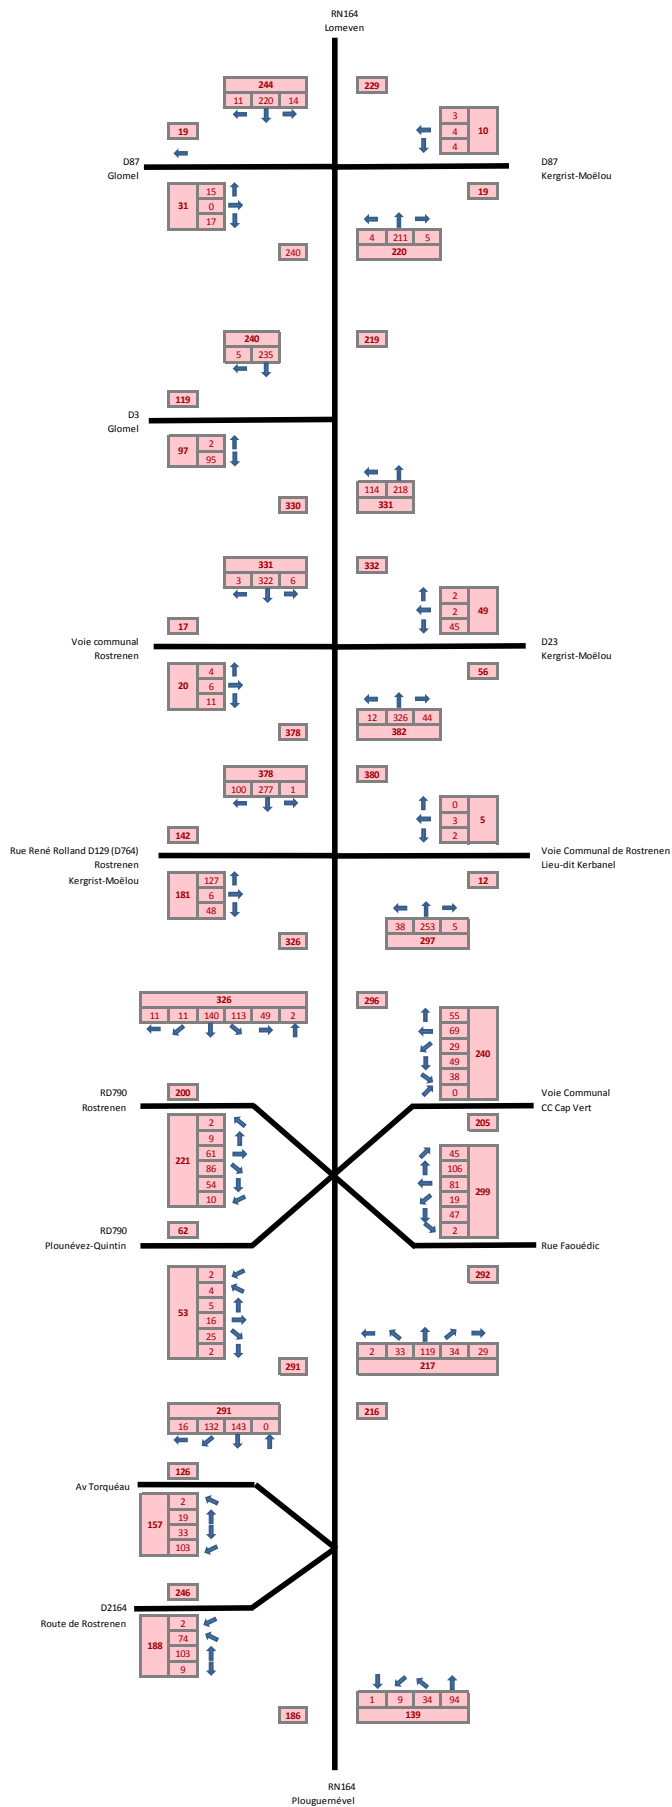 RN164
Lomeven
244
229
11 220 14
3
4
4
10
19
D87
Glomel
D87
Kergrist-Moëlou
19
31
15
0
17
4 211 5
220
240
240
219
5 235
119
D3
Glomel
97
2
95
114 218
331
330
331
332
3 322 6
2
2
45
49
17
Voie communal
Rostrenen
D23
Kergrist-Moëlou
56
20
4
6
11
12 326 44
382
378
378
380
100 277 1
0
3
2
5
142
Rue René Rolland D129 (D764)
Rostrenen
Kergrist-Moëlou
Voie Communal de Rostrenen
Lieu-dit Kerbanel
12
181
127
6
48
38 253 5
297
326
326
296
11 11 140 113 49 2
55
69
29
49
38
0
240
200
RD790
Rostrenen
Voie Communal
CC Cap Vert
205
221
2
9
61
86
54
10
45
106
81
19
47
2
299
62
RD790
Plounévez-Quintin
Rue Faouédic
292
53
2
4
5
16
25
2
2 33 119 34 29
217
291
291
216
16 132 143 0
126
Av Torquéau
157
2
19
33
103
246
D2164
Route de Rostrenen
188
2
74
103
9
1 9 34 94
139
186
RN164
Plouguernével